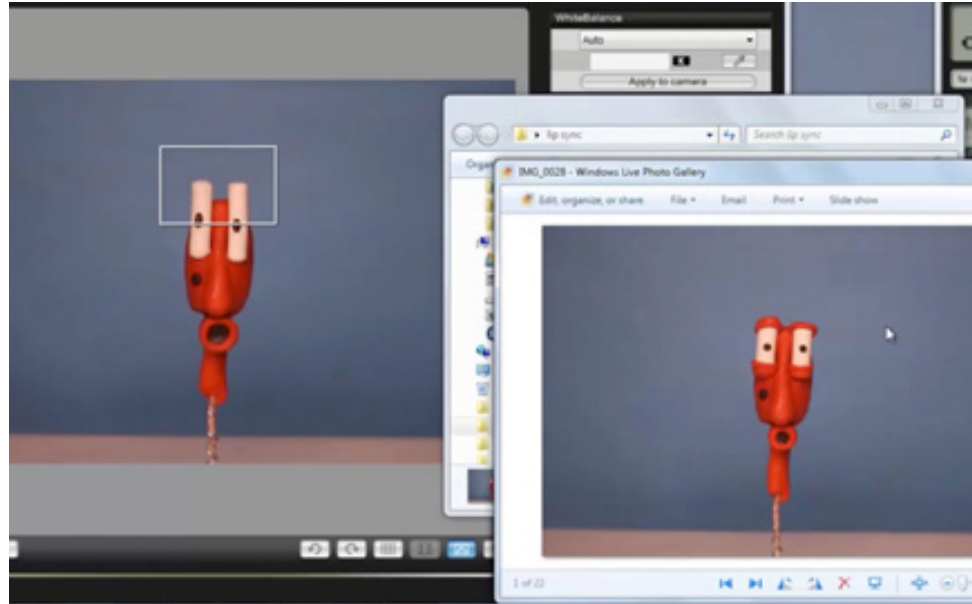 WhiteBalance
Auto
Apply to camera
lip sync
Search lip sync
Organ
IMG_0028 - Windows Live Photo Gallery
Edit, organize, or share
File
Email
Print
Slide show
1 of 22